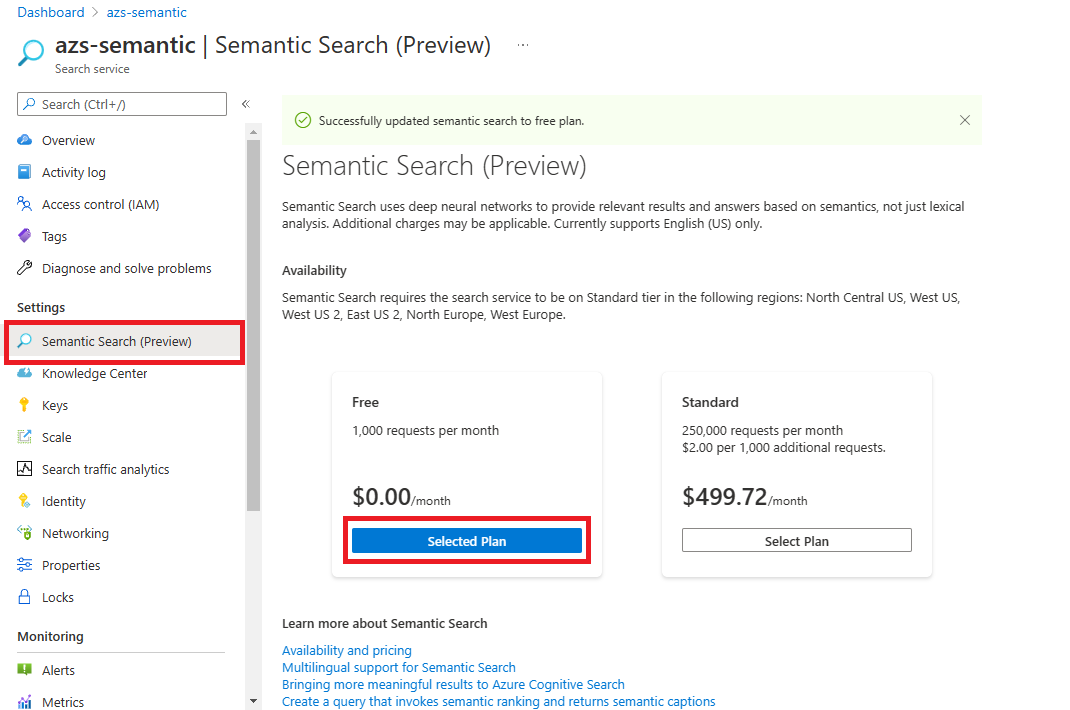 Dashboard > azs-semantic
azs-semantic | Semantic Search (Preview) ...
Search service
Search (Ctrl+/) «
Overview
Activity log
Access control (IAM)
Tags
Diagnose and solve problems
Settings
Semantic Search (Preview)
Knowledge Center
Keys
Scale
Search traffic analytics
Identity
Networking
Properties
Locks
Monitoring
Alerts
Metrics
Successfully updated semantic search to free plan.
Semantic Search (Preview)
Semantic Search uses deep neural networks to provide relevant results and answers based on semantics, not just lexical
analysis. Additional charges may be applicable. Currently supports English (US) only.
Availability
Semantic Search requires the search service to be on Standard tier in the following regions: North Central US, West US,
West US 2, East US 2, North Europe, West Europe.
Free
1,000 requests per month
$0.00/month
Selected Plan
Standard
250,000 requests per month
$2.00 per 1,000 additional requests.
$499.72/month
Select Plan
Learn more about Semantic Search
Availability and pricing
Multilingual support for Semantic Search
Bringing more meaningful results to Azure Cognitive Search
Create a query that invokes semantic ranking and returns semantic captions